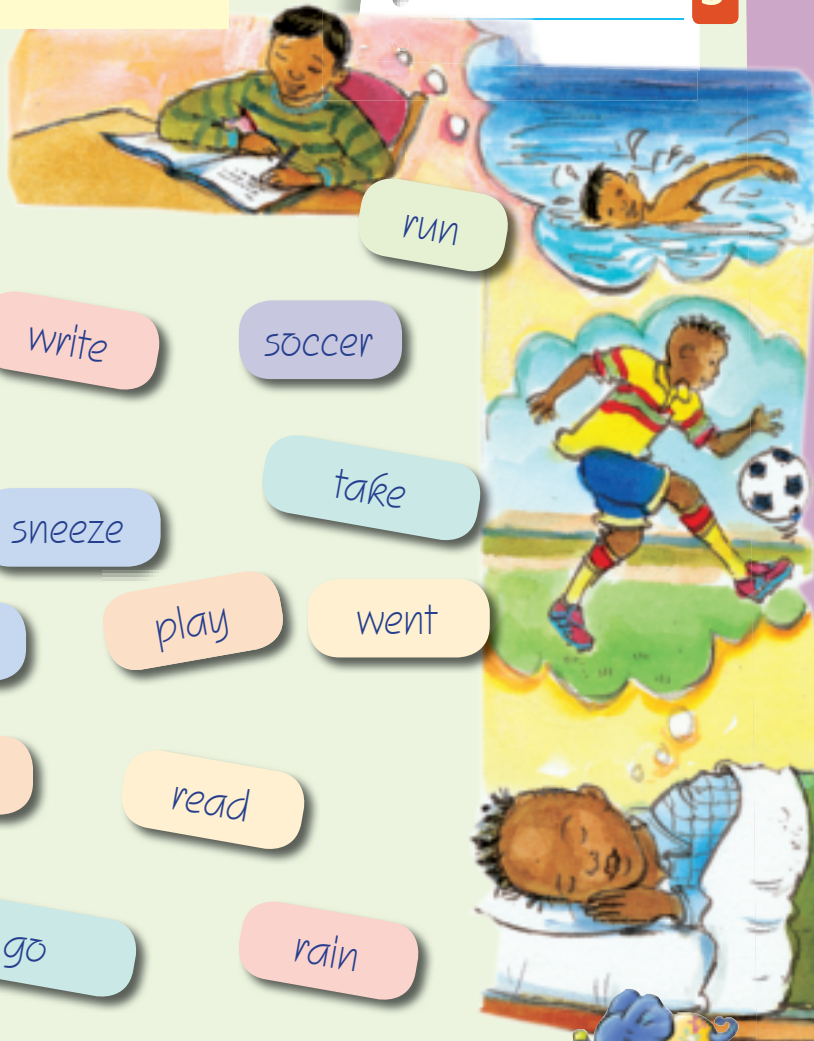 run
write
soccer
take
sneeze
play
went
read
go
rain